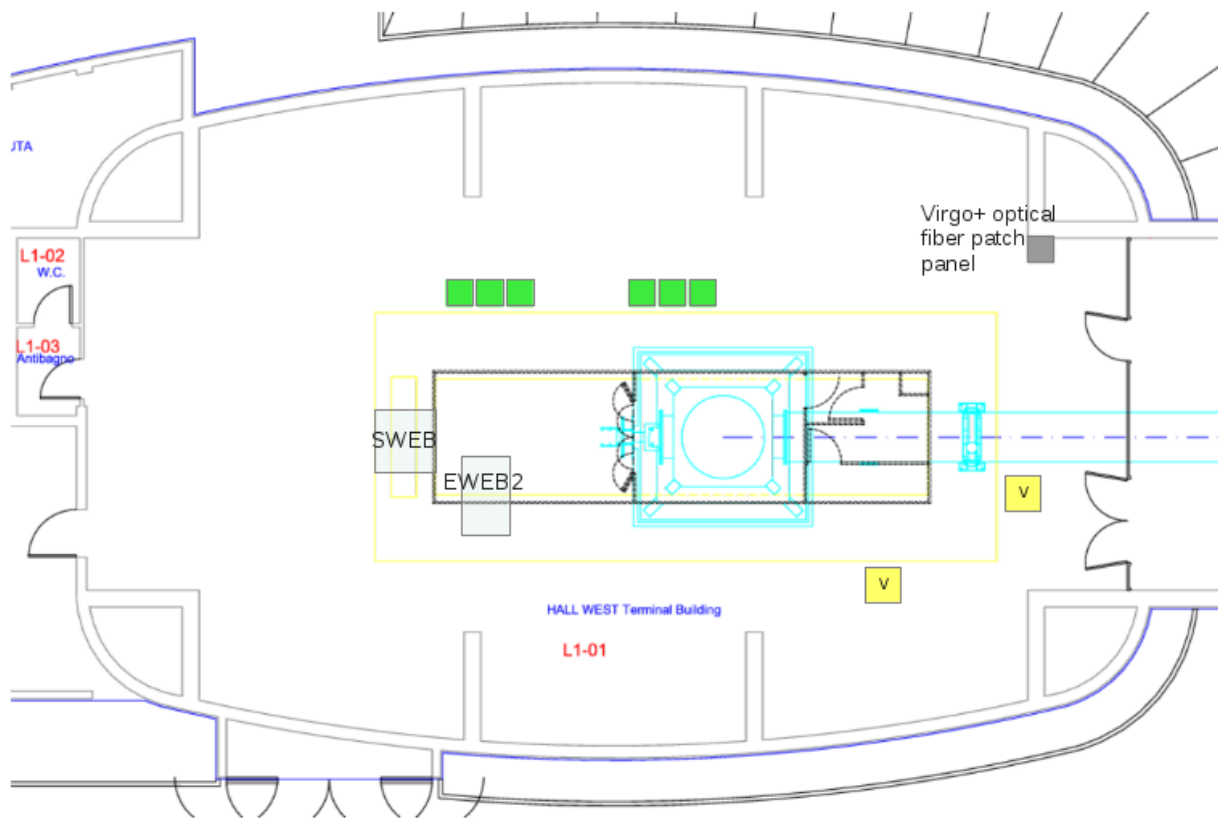 UTA
Virgo+ optical
fiber patch
panel
L1-02
W.C.
L1-03
Antibagno
SWEB
EWEB2
V
V
HALL WEST Terminal Building
L1-01